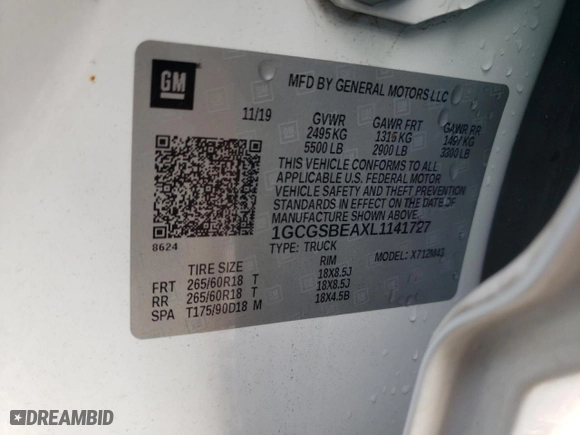 GM
MFD BY GENERAL MOTORS LLC
11/19 GVWR GAWR FRT GAWR RR
2495 KG 1315 KG 1497 KG
5500 LB 2900 LB 3300 LB
THIS VEHICLE CONFORMS TO ALL
APPLICABLE U.S. FEDERAL MOTOR
VEHICLE SAFETY AND THEFT PREVENTION
STANDARDS IN EFFECT ON THE DATE OF
MANUFACTURE SHOWN ABOVE.
1GCGSBEAXL1141727
8624
TYPE: TRUCK MODEL: X712M43
TIRE SIZE RIM
FRT 265/60R18 T 18X8.5J
RR 265/60R18 T 18X8.5J
SPA T175/90D18 M 18X4.5B
DREAMBID